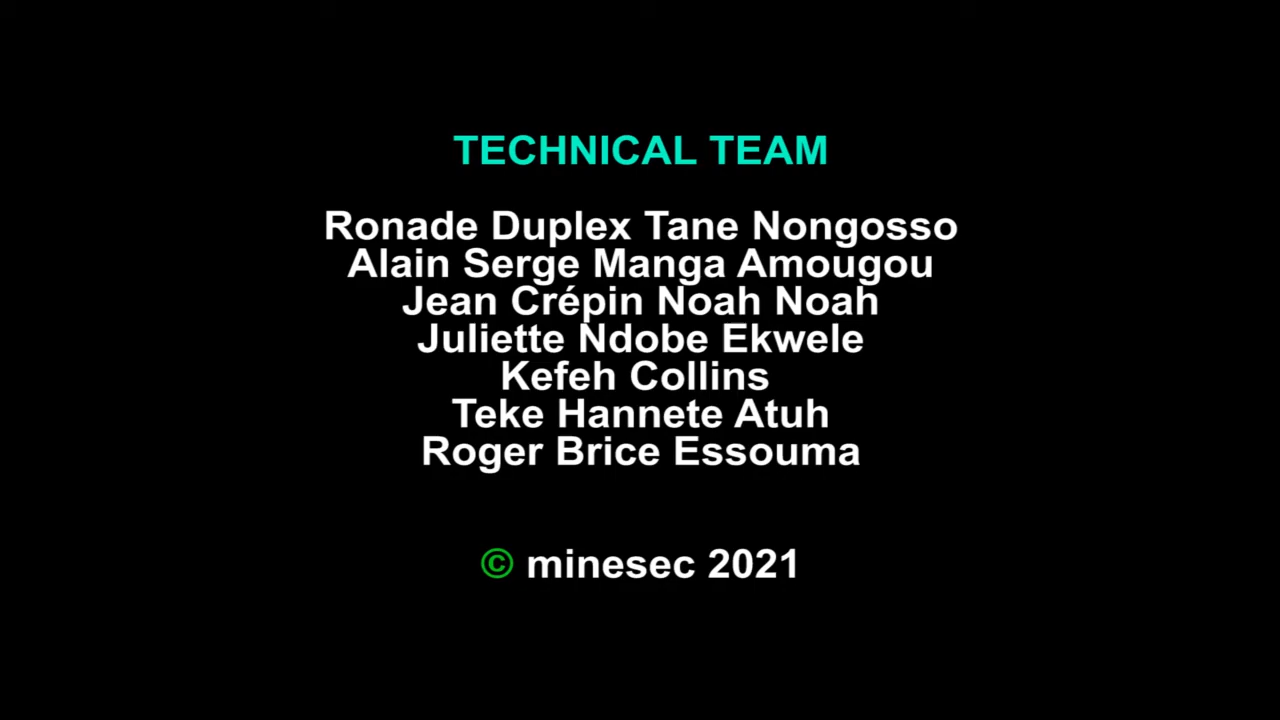 TECHNICAL TEAM
Ronade Duplex Tane Nongosso
Alain Serge Manga Amougou
Jean Crépin Noah Noah
Juliette Ndobe Ekwele
Kefeh Collins
Teke Hannete Atuh
Roger Brice Essouma
© minesec 2021